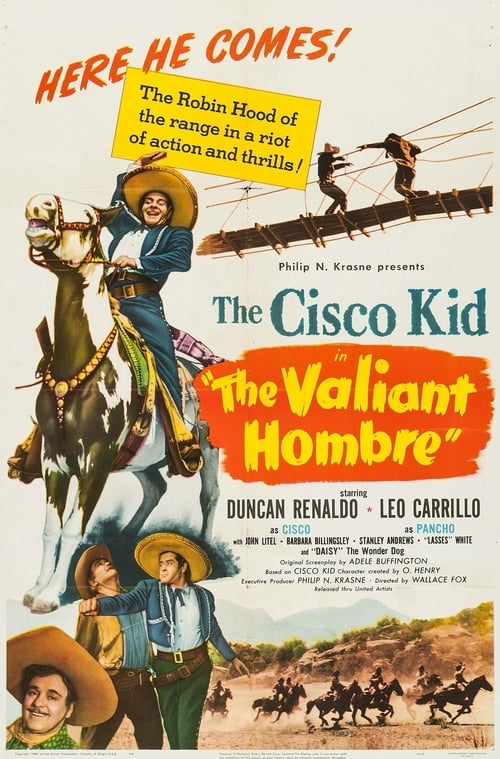 HERE HE COMES!
The Robin Hood of
the range in a riot
of action and thrills!
Philip N. Krasne presents
The Cisco Kid
in
"The Valiant
Hombre"
starring
DUNCAN RENALDO * LEO CARRILLO
as CISCO as PANCHO
with JOHN LITEL • BARBARA BILLINGSLEY • STANLEY ANDREWS • "LASSES" WHITE
and "DAISY" The Wonder Dog
Original Screenplay by ADELE BUFFINGTON
Based on CISCO KID Character created by O. HENRY
Executive Producer PHILIP N. KRASNE • Directed by WALLACE FOX
Released thru United Artists